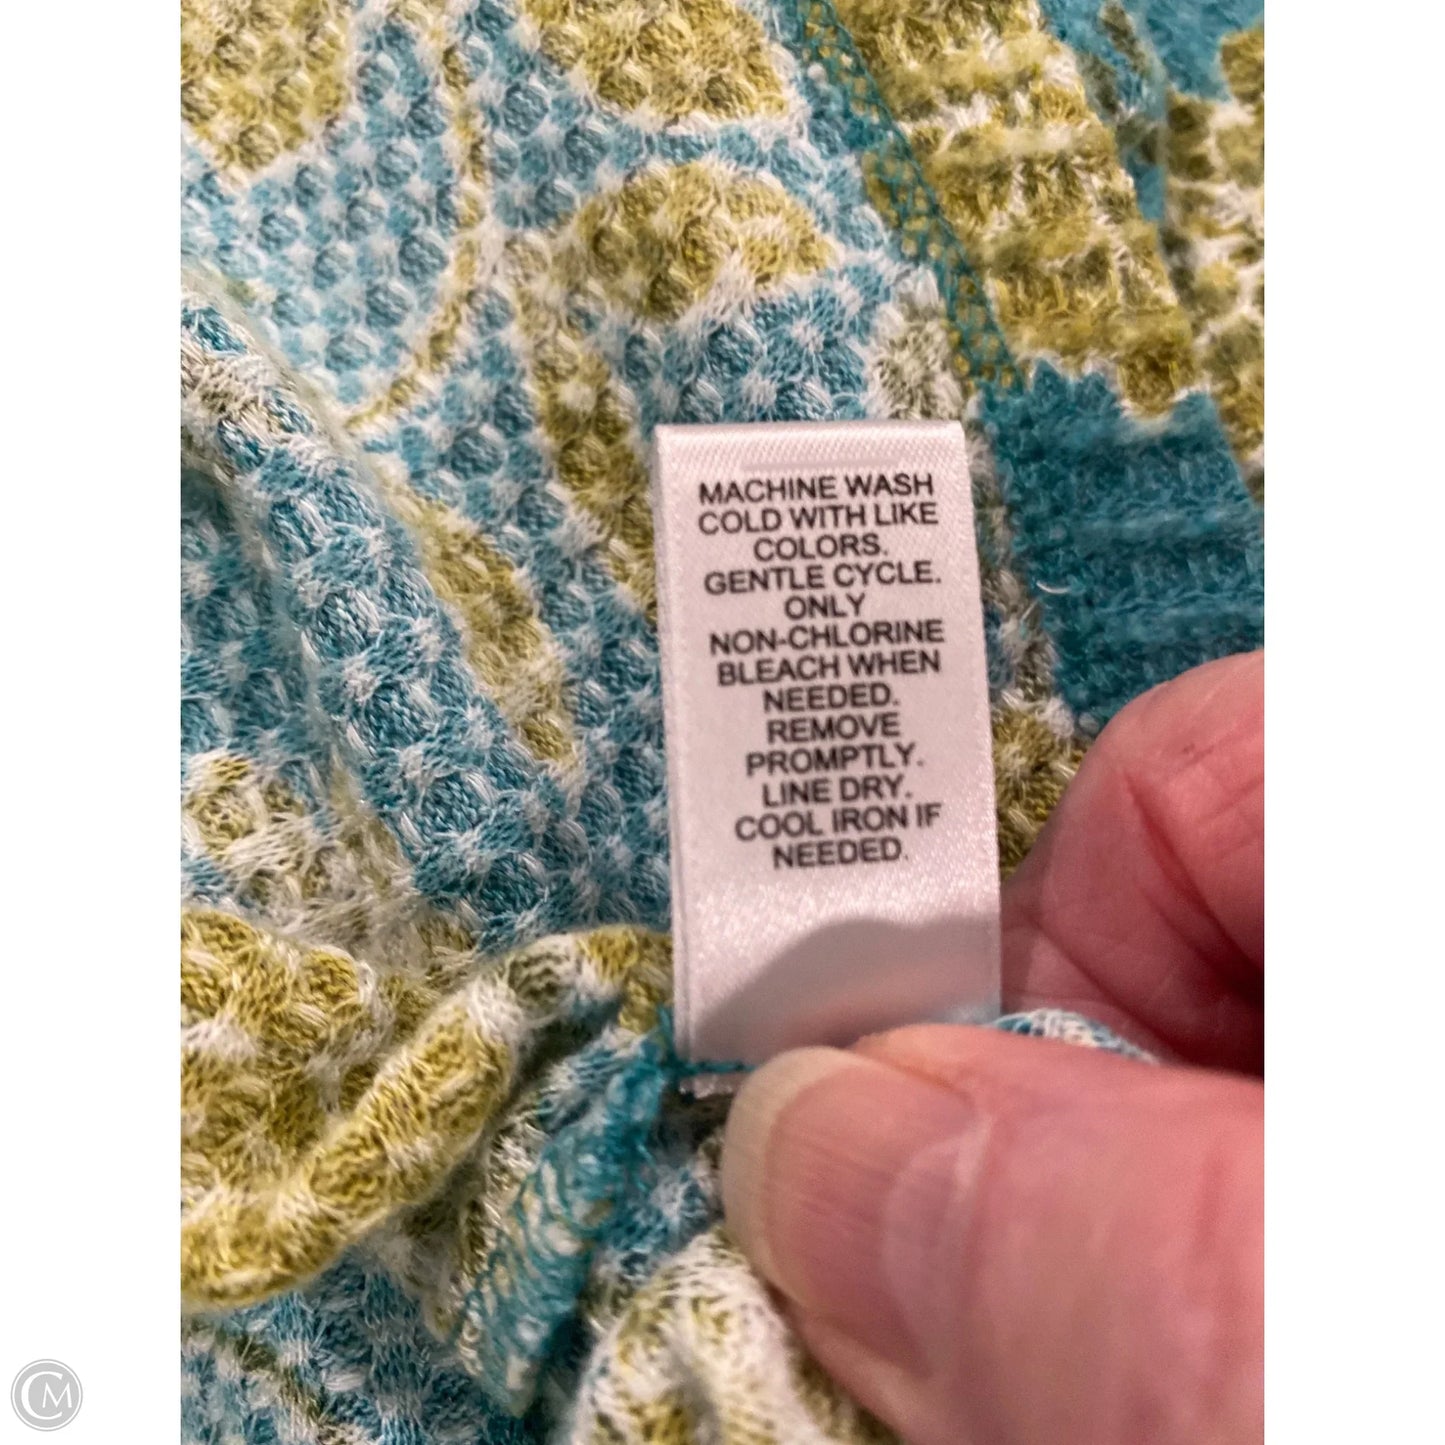 MACHINE WASH
COLD WITH LIKE
COLORS.
GENTLE CYCLE.
ONLY
NON-CHLORINE
BLEACH WHEN
NEEDED.
REMOVE
PROMPTLY.
LINE DRY.
COOL IRON IF
NEEDED.
CM